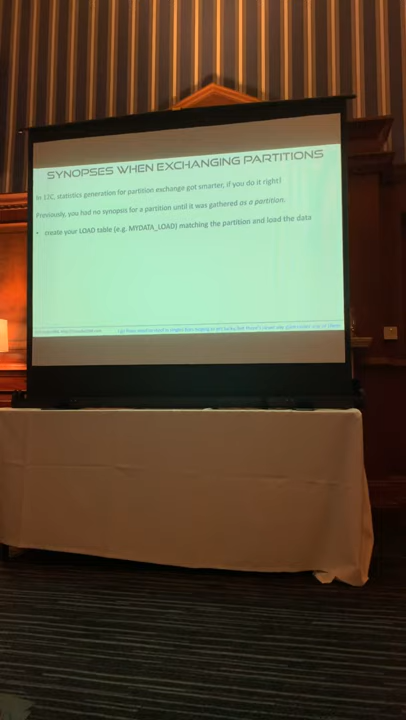 SYNOPSES WHEN EXCHANGING PARTITIONS
In 12C, statistics generation for partition exchange got smarter, if you do it right!
Previously, you had no synopsis for a partition until it was gathered as a partition.
• create your LOAD table (e.g. MYDATA_LOAD) matching the partition and load the data